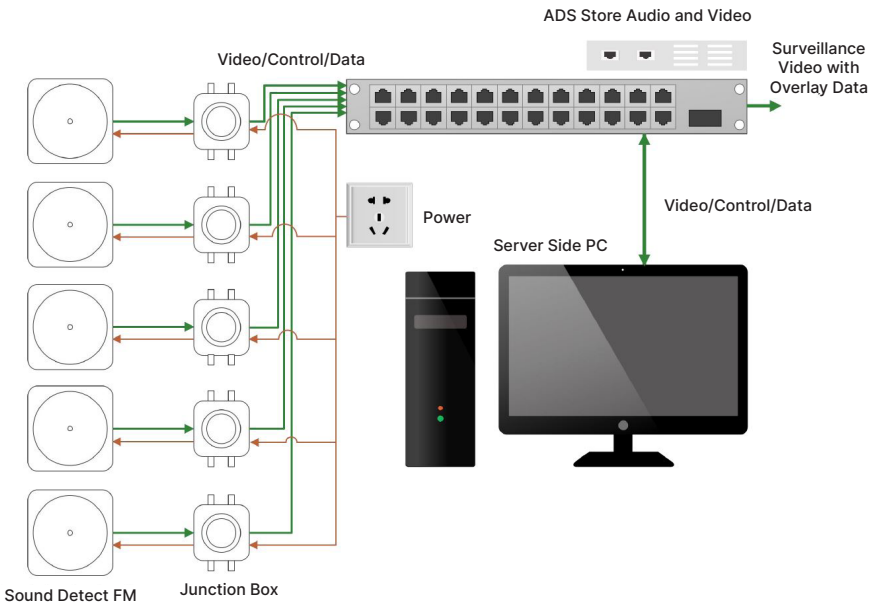 ADS Store Audio and Video
Video/Control/Data
Surveillance
Video with
Overlay Data
Power
Video/Control/Data
Server Side PC
Sound Detect FM
Junction Box